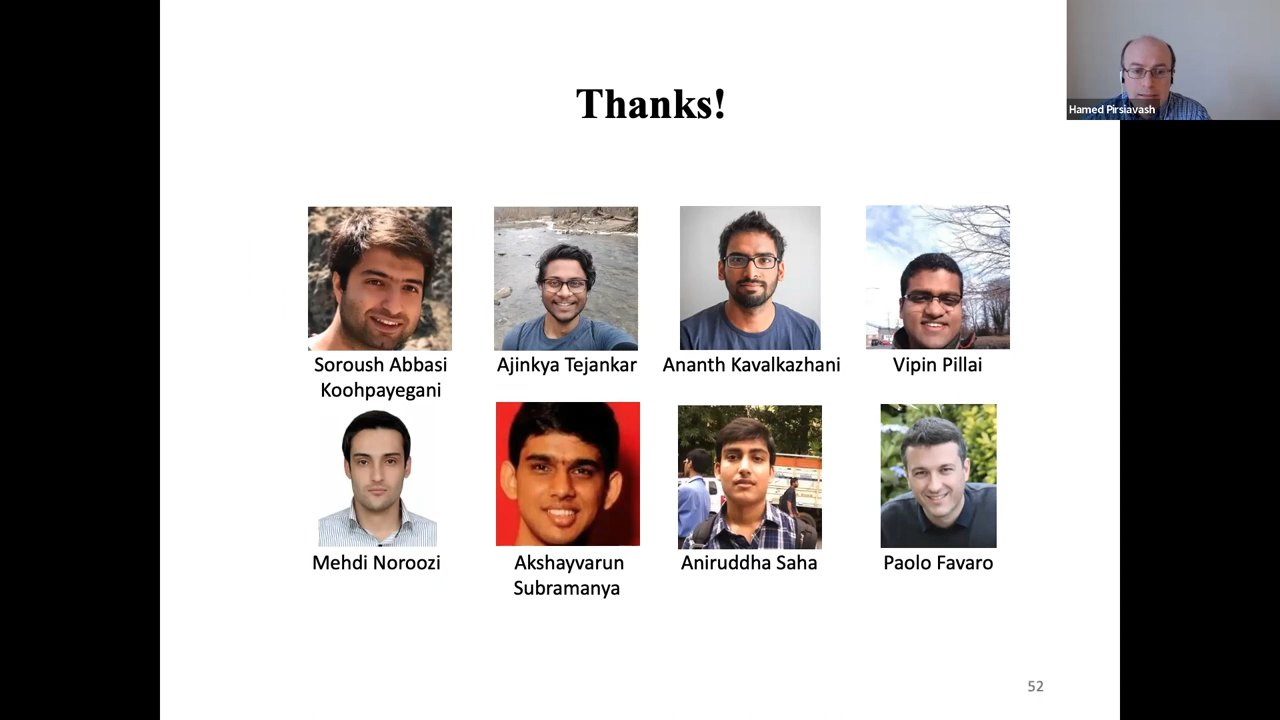 Thanks!
Hamed Pirsiavash
Soroush Abbasi
Koohpayegani
Ajinkya Tejankar
Ananth Kavalkazhani
Vipin Pillai
Mehdi Noroozi
Akshayvarun
Subramanya
Aniruddha Saha
Paolo Favaro
52